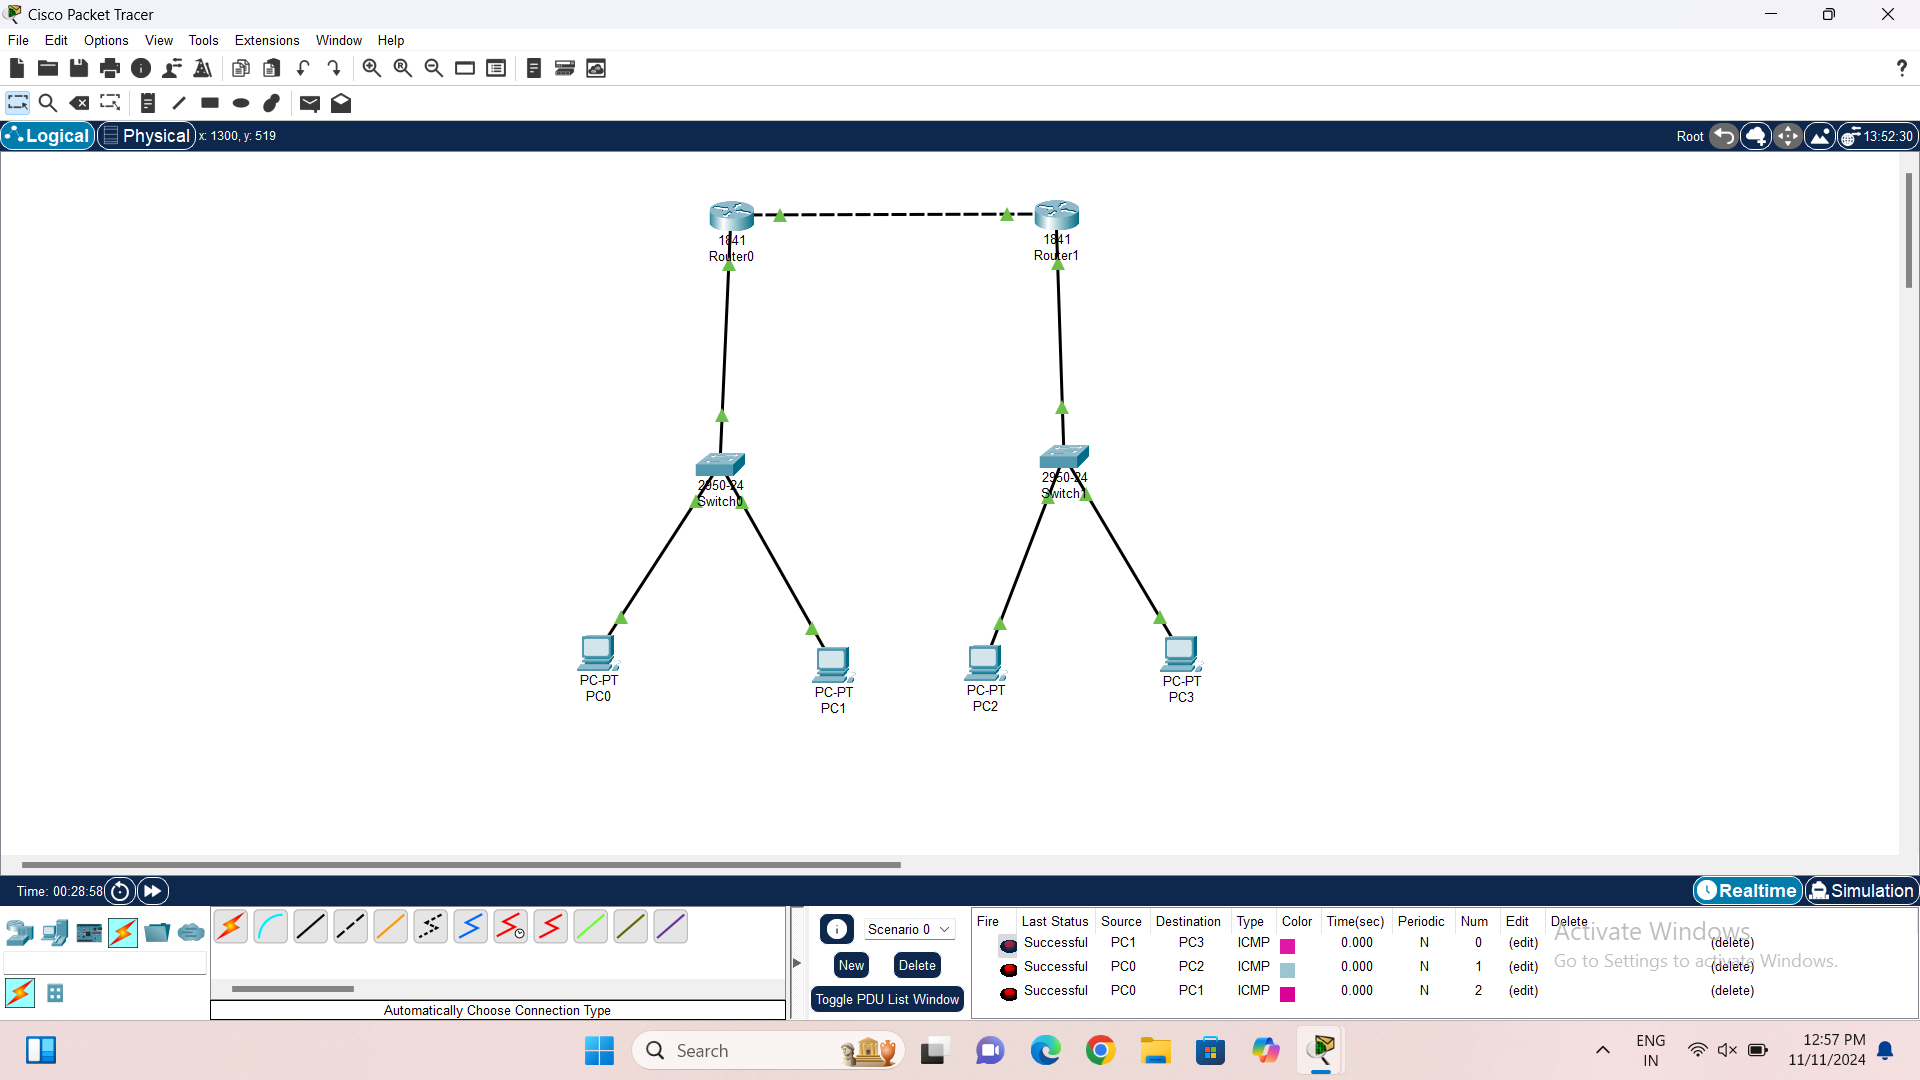 Cisco Packet Tracer
File Edit Options View Tools Extensions Window Help
?
Logical Physical x: 1300, y: 519 Root 13:52:30
1841
Router0
1841
Router1
2950-24
Switch0
2950-24
Switch1
PC-PT
PC0
PC-PT
PC1
PC-PT
PC2
PC-PT
PC3
Time: 00:28:58 Realtime Simulation
Scenario 0
New Delete
Toggle PDU List Window
Automatically Choose Connection Type
Fire Last Status Source Destination Type Color Time(sec) Periodic Num Edit Delete
Successful PC1 PC3 ICMP 0.000 N 0 (edit) (delete)
Successful PC0 PC2 ICMP 0.000 N 1 (edit) (delete)
Successful PC0 PC1 ICMP 0.000 N 2 (edit) (delete)
Activate Windows
Go to Settings to activate Windows.
Search
ENG
IN
12:57 PM
11/11/2024